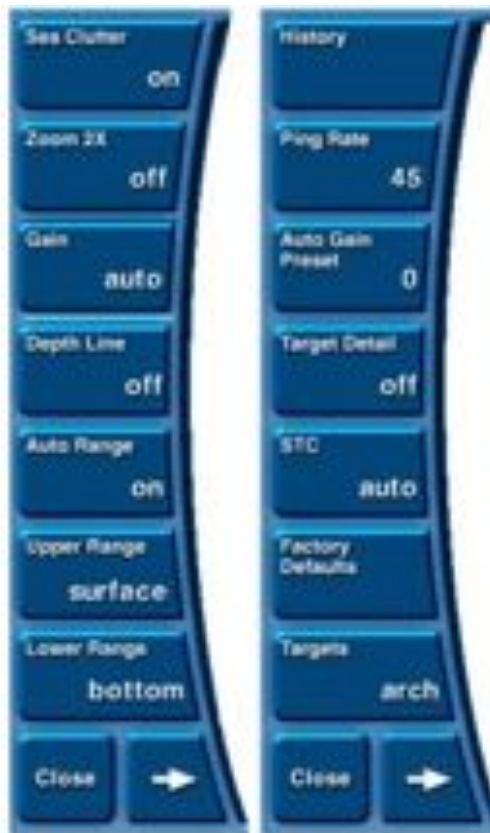 Sea Clutter
on
Zoom 2X
off
Gain
auto
Depth Line
off
Auto Range
on
Upper Range
surface
Lower Range
bottom
Close
History
Ping Rate
45
Auto Gain
Preset
0
Target Detail
off
STC
auto
Factory
Defaults
Targets
arch
Close